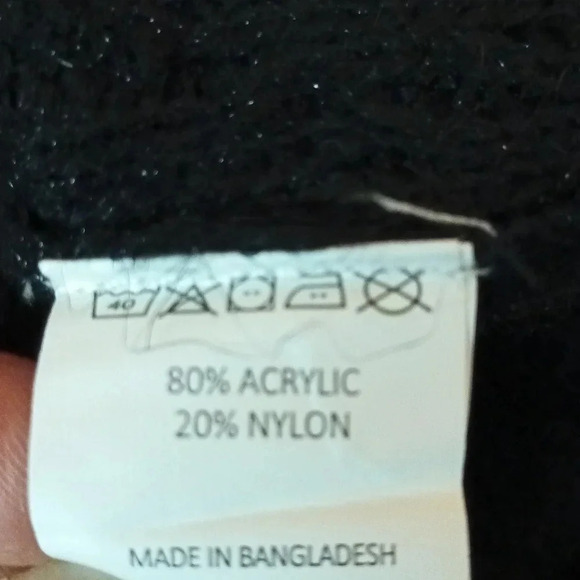 40
80% ACRYLIC
20% NYLON
MADE IN BANGLADESH